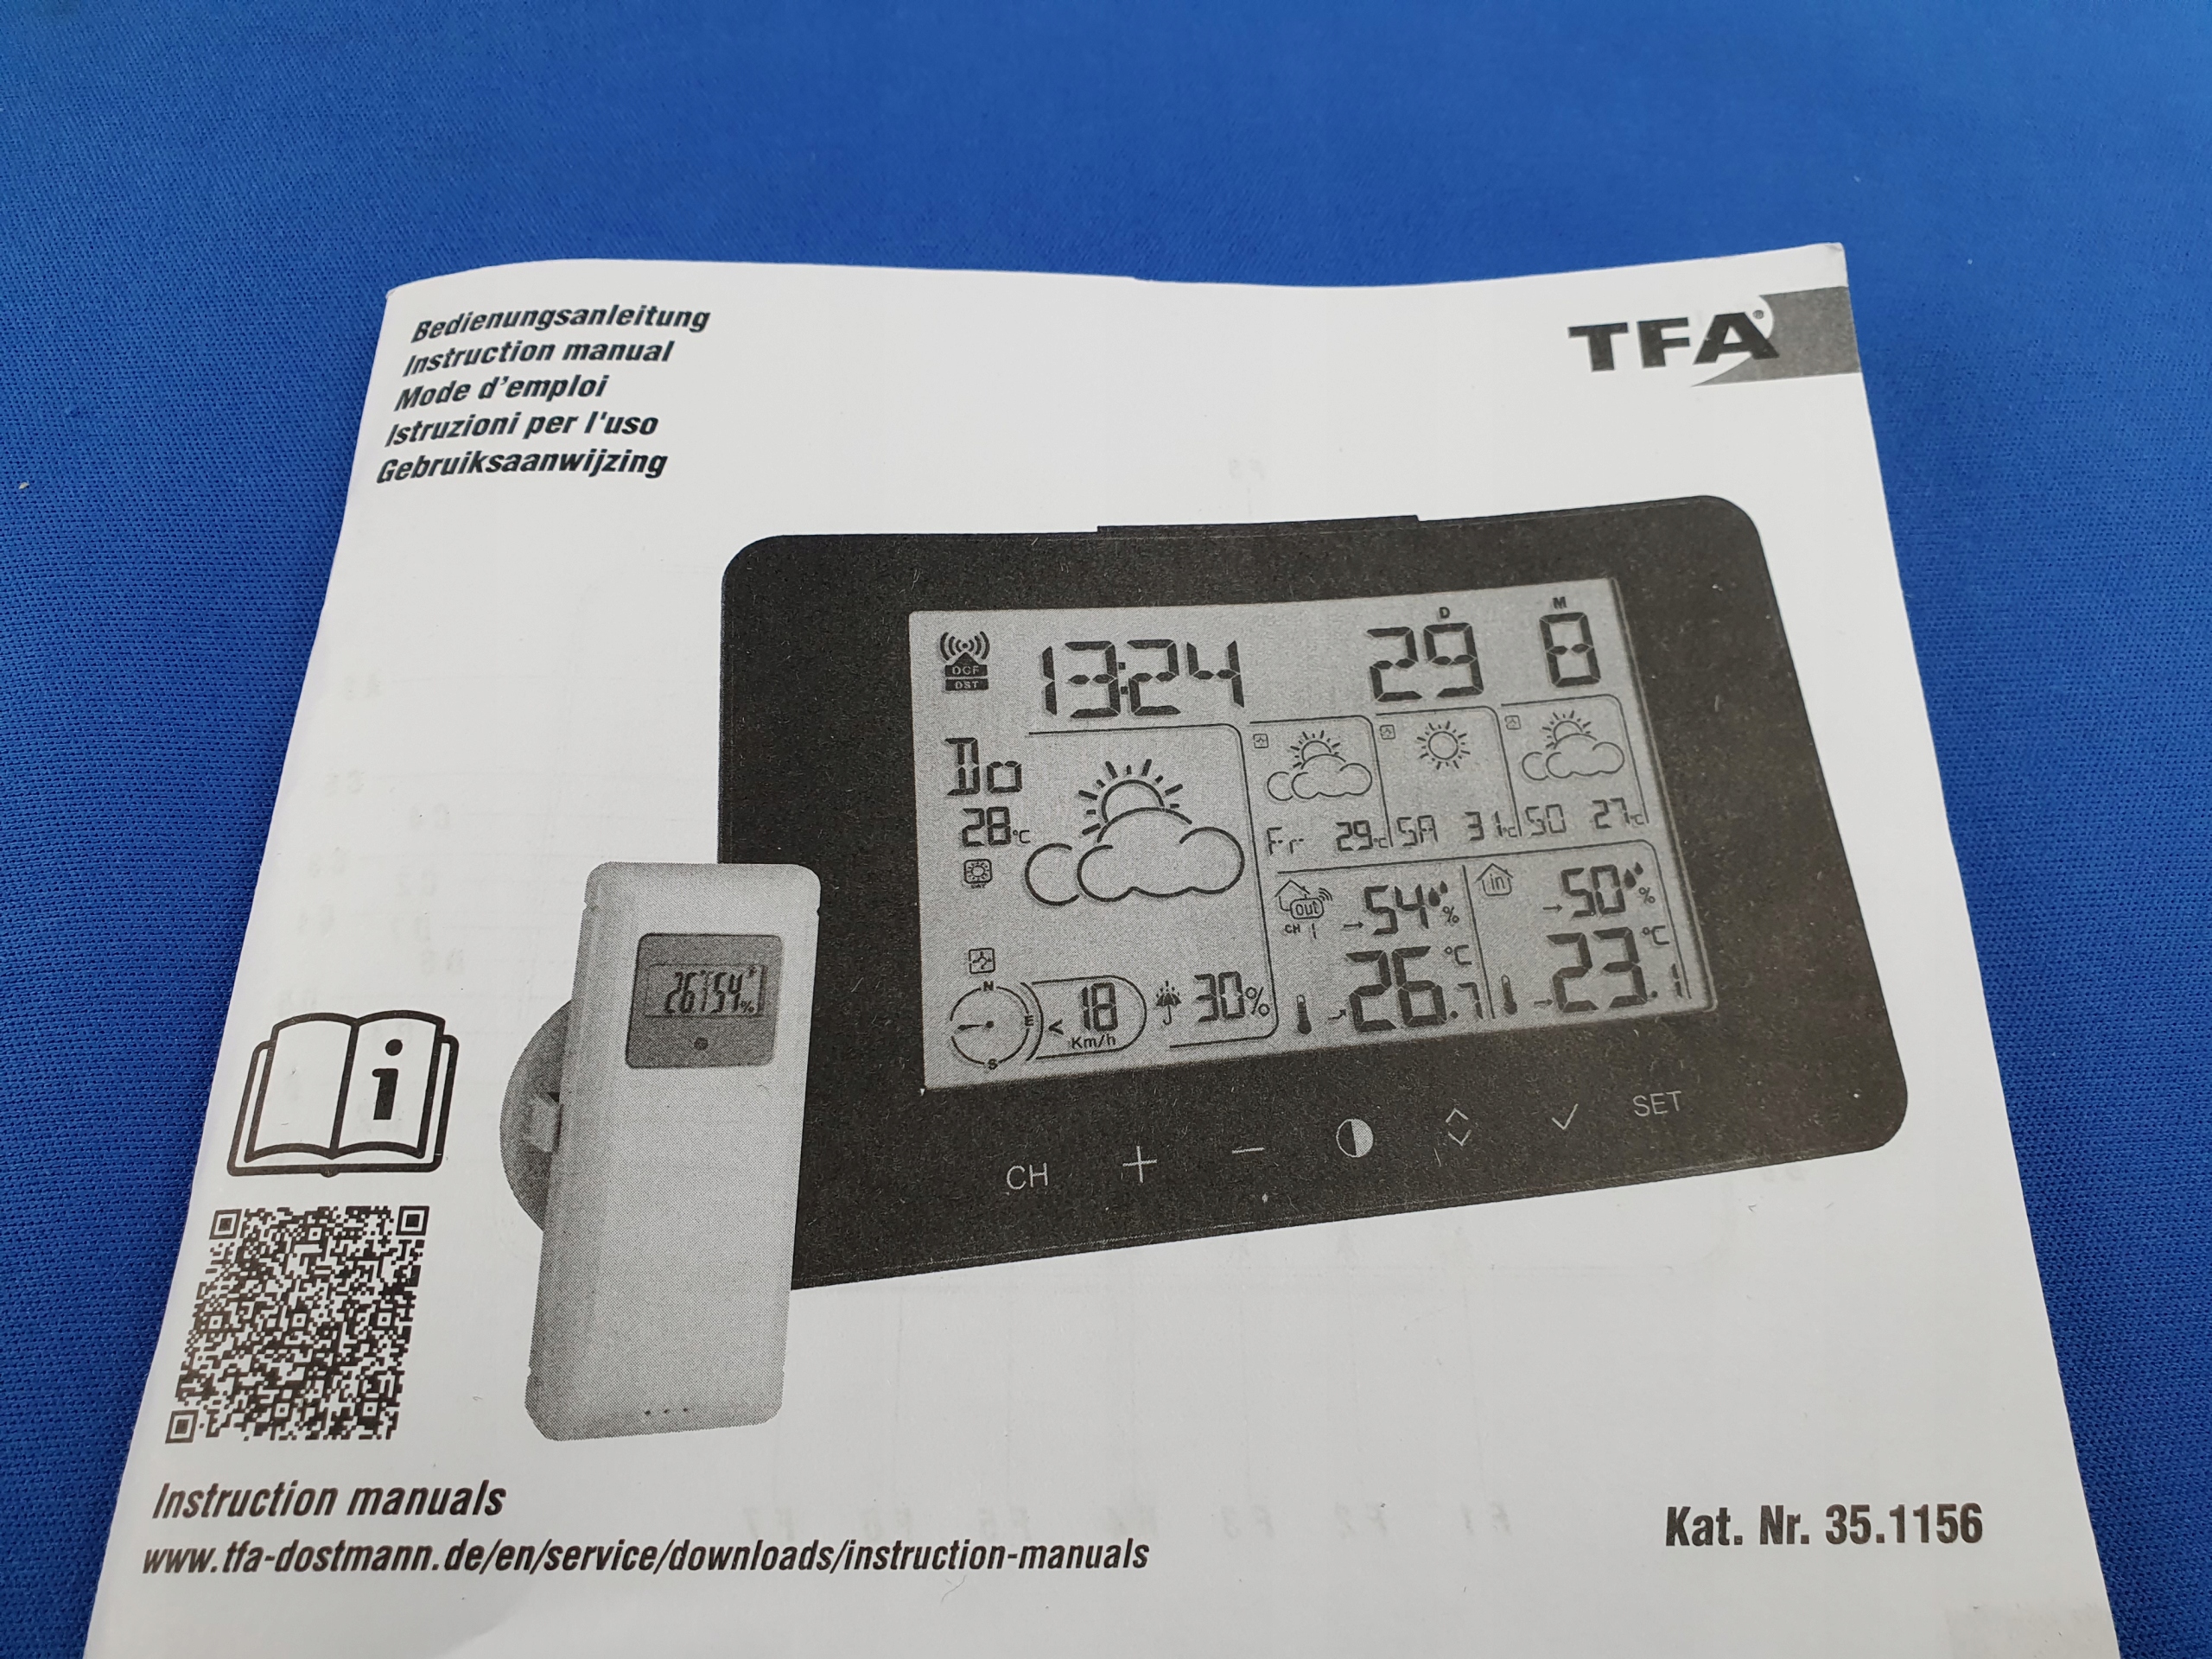 Bedienungsanleitung
Instruction manual
Mode d'emploi
Istruzioni per l'uso
Gebruiksaanwijzing
TFA®
DCF
DST
13:24
D
29.
M
8
Do
28°C
Fr 29°C
SA 31°C
SO 27°C
out
CH 1
54%
26.7 °C
in
50%
23.1 °C
N
E
S
< 18
Km/h
30%
26° 54%
CH + − SET
i
Instruction manuals
www.tfa-dostmann.de/en/service/downloads/instruction-manuals
Kat. Nr. 35.1156